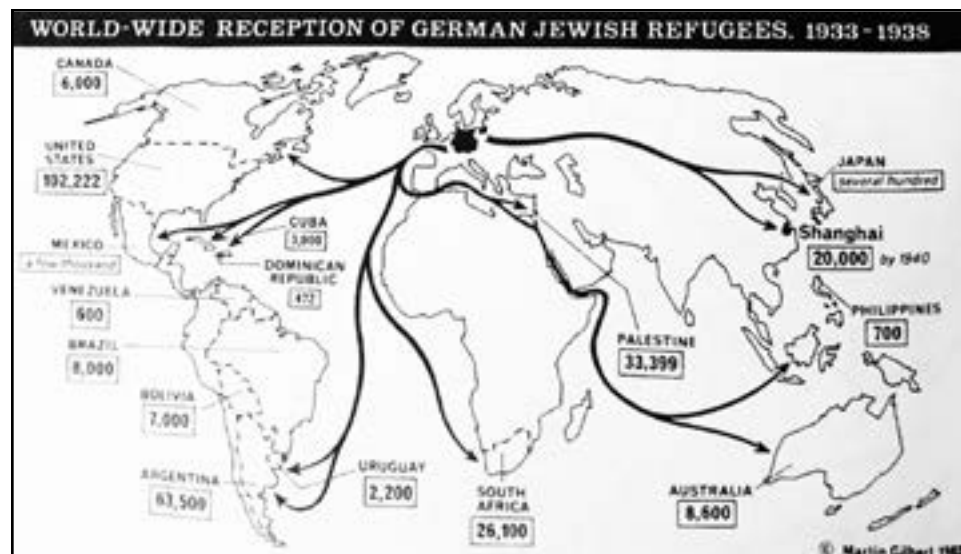 WORLD-WIDE RECEPTION OF GERMAN JEWISH REFUGEES. 1933-1938
CANADA
6,000
UNITED
STATES
102,222
MEXICO
a few thousand
VENEZUELA
600
BRAZIL
8,000
BOLIVIA
7,000
ARGENTINA
63,500
CUBA
3,000
DOMINICAN
REPUBLIC
472
URUGUAY
2,200
SOUTH
AFRICA
26,100
PALESTINE
33,399
JAPAN
several hundred
Shanghai
20,000 by 1940
PHILIPPINES
700
AUSTRALIA
8,600
© Martin Gilbert